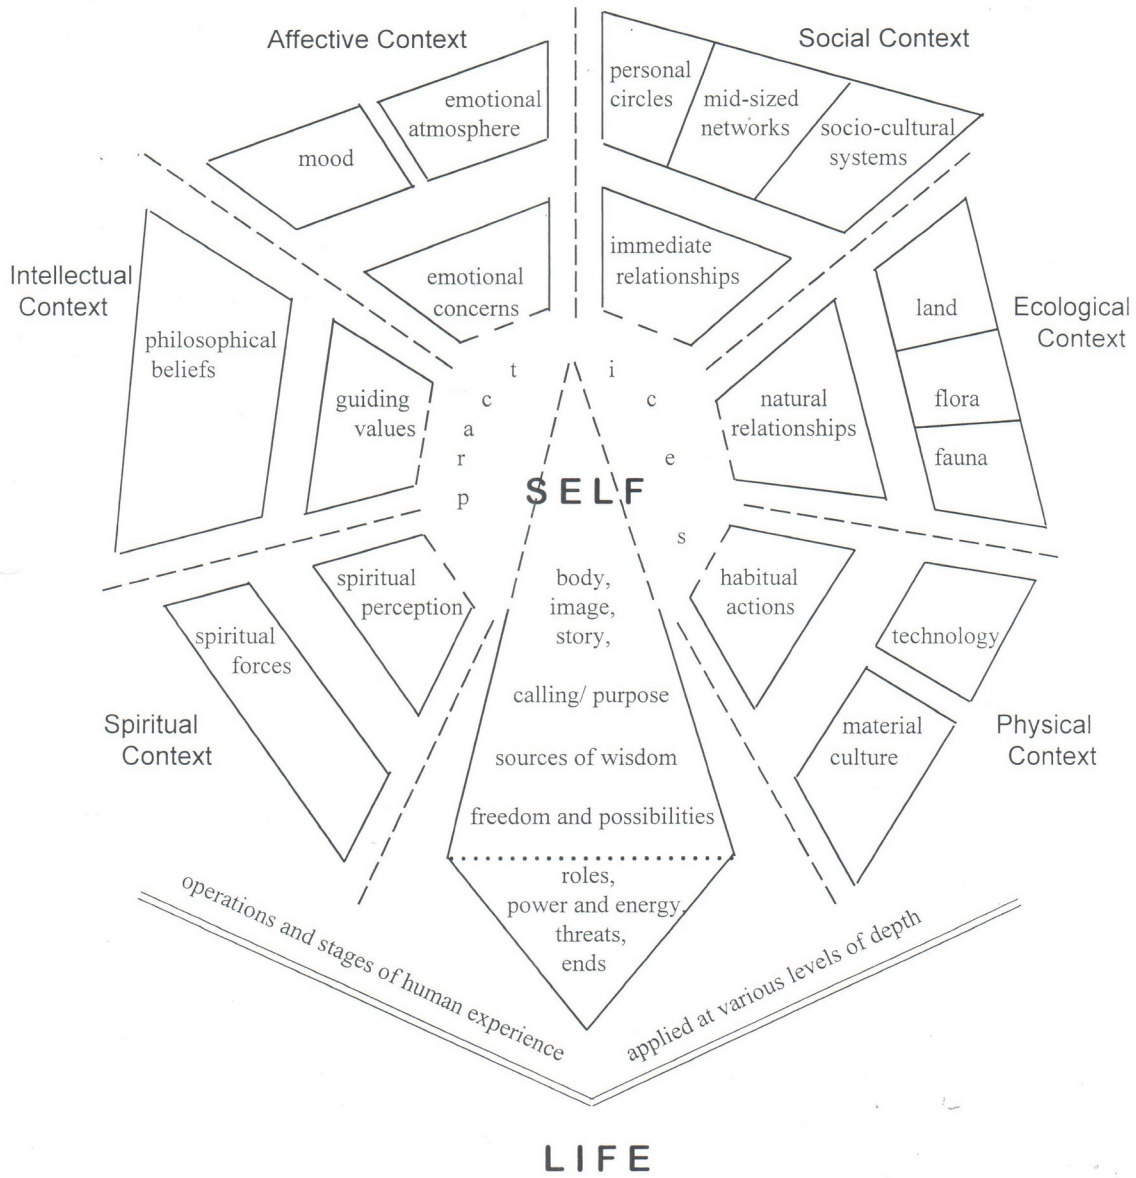 Affective Context
Social Context
emotional
atmosphere
mood
personal
circles
mid-sized
networks
socio-cultural
systems
emotional
concerns
immediate
relationships
Intellectual
Context
philosophical
beliefs
guiding
values
Ecological
Context
land
flora
fauna
natural
relationships
practices
SELF
spiritual
perception
spiritual
forces
Spiritual
Context
body,
image,
story,
calling/ purpose
sources of wisdom
freedom and possibilities
roles,
power and energy,
threats,
ends
habitual
actions
technology
material
culture
Physical
Context
operations and stages of human experience
applied at various levels of depth
LIFE